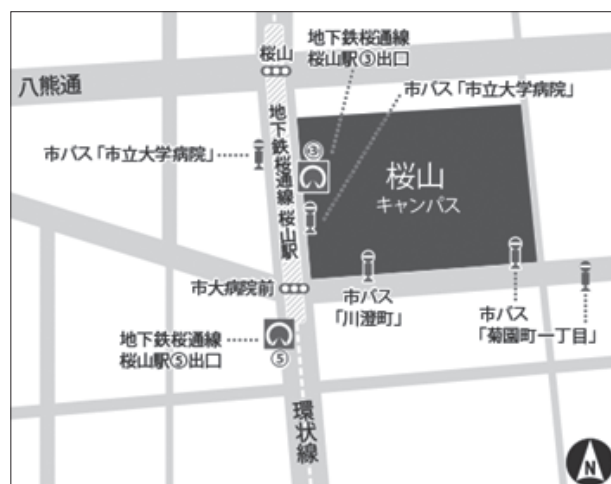 地下鉄桜通線
桜山駅③出口
桜山
八熊通
市バス「市立大学病院」
市バス「市立大学病院」
③
地下鉄桜通線 桜山駅
桜山
キャンパス
市大病院前
市バス
「川澄町」
市バス
「菊園町一丁目」
地下鉄桜通線
桜山駅⑤出口
⑤
環状線
N